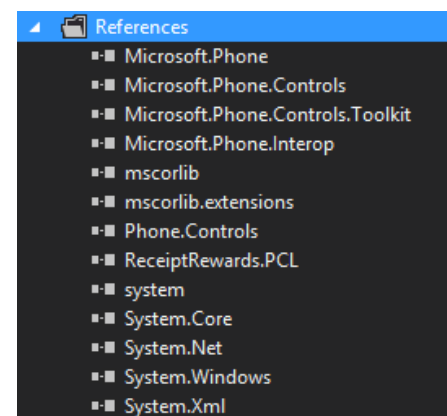 References
Microsoft.Phone
Microsoft.Phone.Controls
Microsoft.Phone.Controls.Toolkit
Microsoft.Phone.Interop
mscorlib
mscorlib.extensions
Phone.Controls
ReceiptRewards.PCL
system
System.Core
System.Net
System.Windows
System.Xml